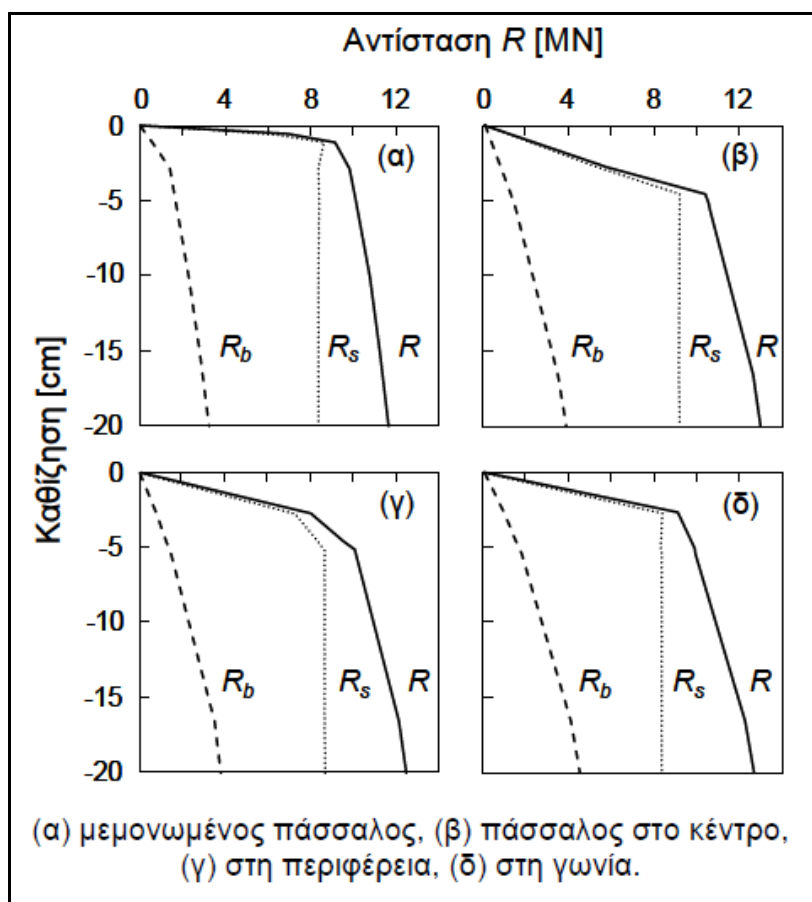 Αντίσταση R [MN]
0 4 8 12 0 4 8 12
Καθίζηση [cm]
0
-5
-10
-15
-20
(α)
R_b R_s R
(β)
R_b R_s R
0
-5
-10
-15
-20
(γ)
R_b R_s R
(δ)
R_b R_s R
(α) μεμονωμένος πάσσαλος, (β) πάσσαλος στο κέντρο,
(γ) στη περιφέρεια, (δ) στη γωνία.